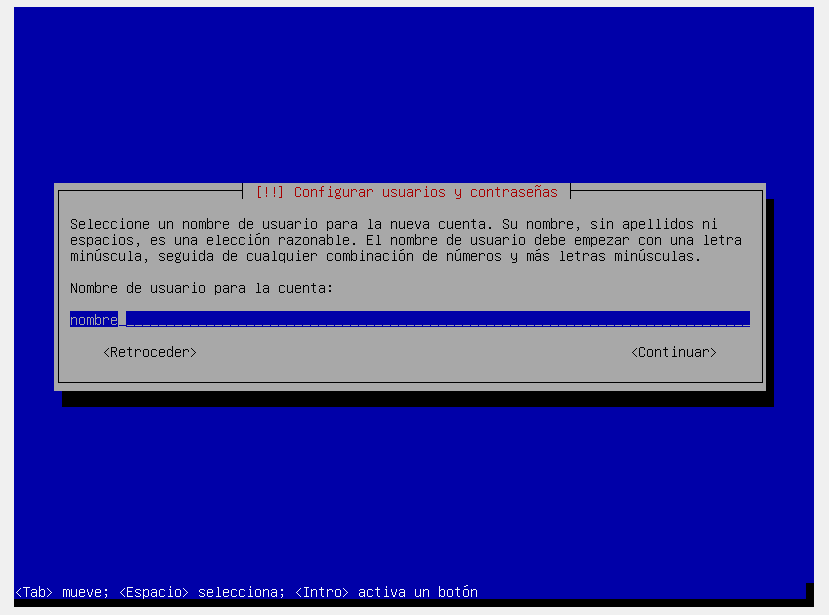 [!!] Configurar usuarios y contraseñas
Seleccione un nombre de usuario para la nueva cuenta. Su nombre, sin apellidos ni
espacios, es una elección razonable. El nombre de usuario debe empezar con una letra
minúscula, seguida de cualquier combinación de números y más letras minúsculas.
Nombre de usuario para la cuenta:
nombre
<Retroceder> <Continuar>
<Tab> mueve; <Espacio> selecciona; <Intro> activa un botón